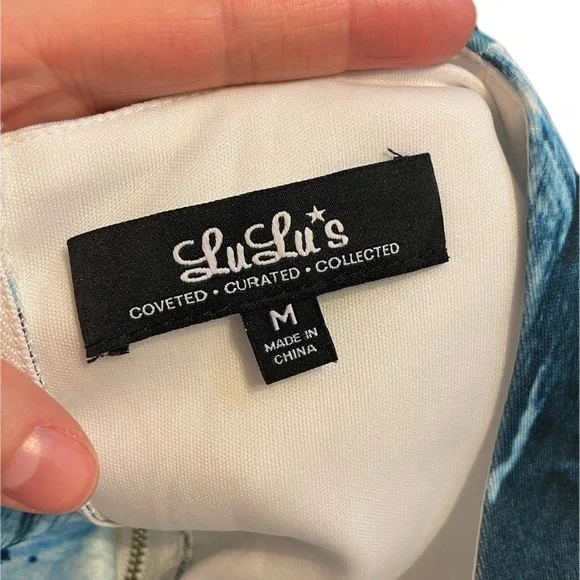 LuLu's
COVETED • CURATED • COLLECTED
M
MADE IN
CHINA